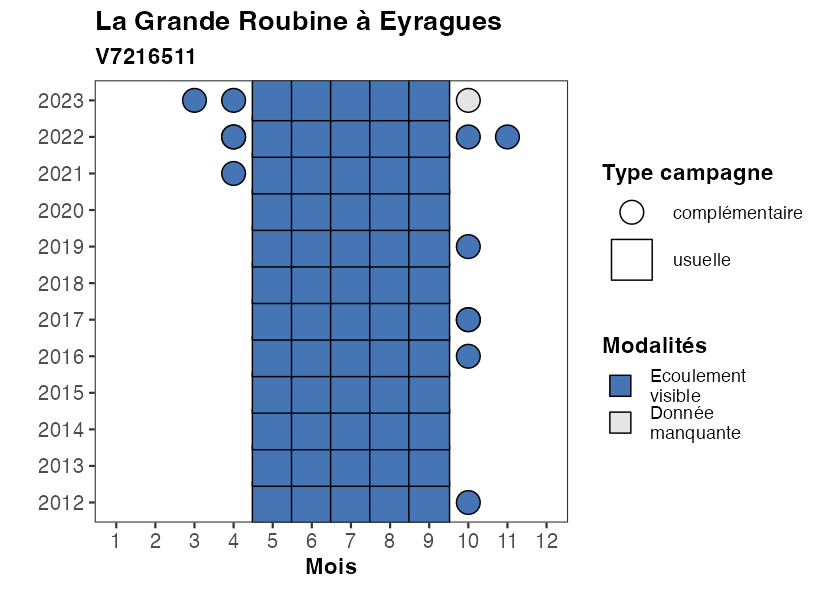 La Grande Roubine à Eyragues
V7216511
2023
2022
2021
2020
2019
2018
2017
2016
2015
2014
2013
2012
1 2 3 4 5 6 7 8 9 10 11 12
Mois
Type campagne
complémentaire
usuelle
Modalités
Ecoulement
visible
Donnée
manquante